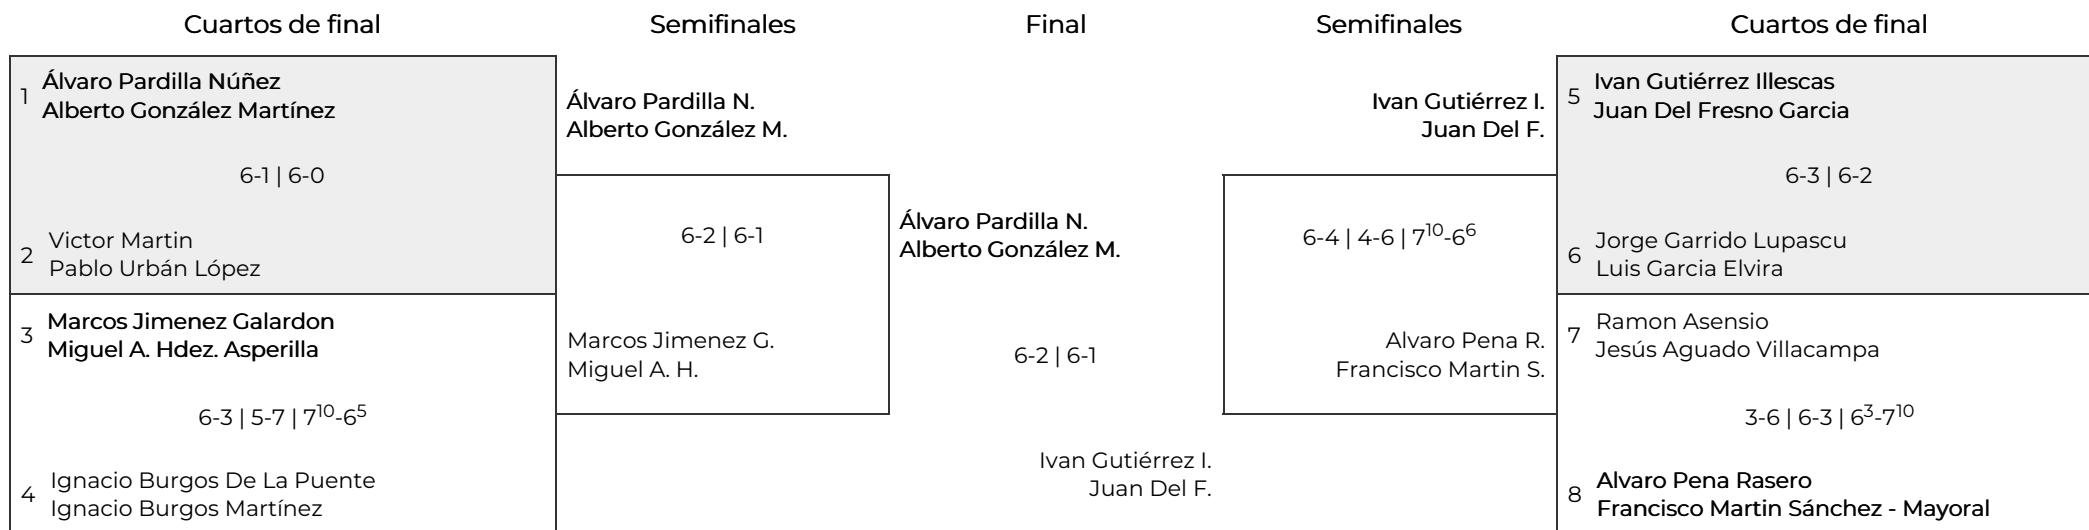 Cuartos de final
Semifinales
Final
Semifinales
Cuartos de final
1
Álvaro Pardilla Núñez
Alberto González Martínez
6-1 | 6-0
2
Victor Martin
Pablo Urbán López
3
Marcos Jimenez Galardon
Miguel A. Hdez. Asperilla
6-3 | 5-7 | 7¹⁰-6⁵
4
Ignacio Burgos De La Puente
Ignacio Burgos Martínez
Álvaro Pardilla N.
Alberto González M.
6-2 | 6-1
Marcos Jimenez G.
Miguel A. H.
Álvaro Pardilla N.
Alberto González M.
6-2 | 6-1
Ivan Gutiérrez I.
Juan Del F.
Ivan Gutiérrez I.
Juan Del F.
6-4 | 4-6 | 7¹⁰-6⁶
Alvaro Pena R.
Francisco Martin S.
5
Ivan Gutiérrez Illescas
Juan Del Fresno Garcia
6-3 | 6-2
6
Jorge Garrido Lupascu
Luis Garcia Elvira
7
Ramon Asensio
Jesús Aguado Villacampa
3-6 | 6-3 | 6³-7¹⁰
8
Alvaro Pena Rasero
Francisco Martin Sánchez - Mayoral